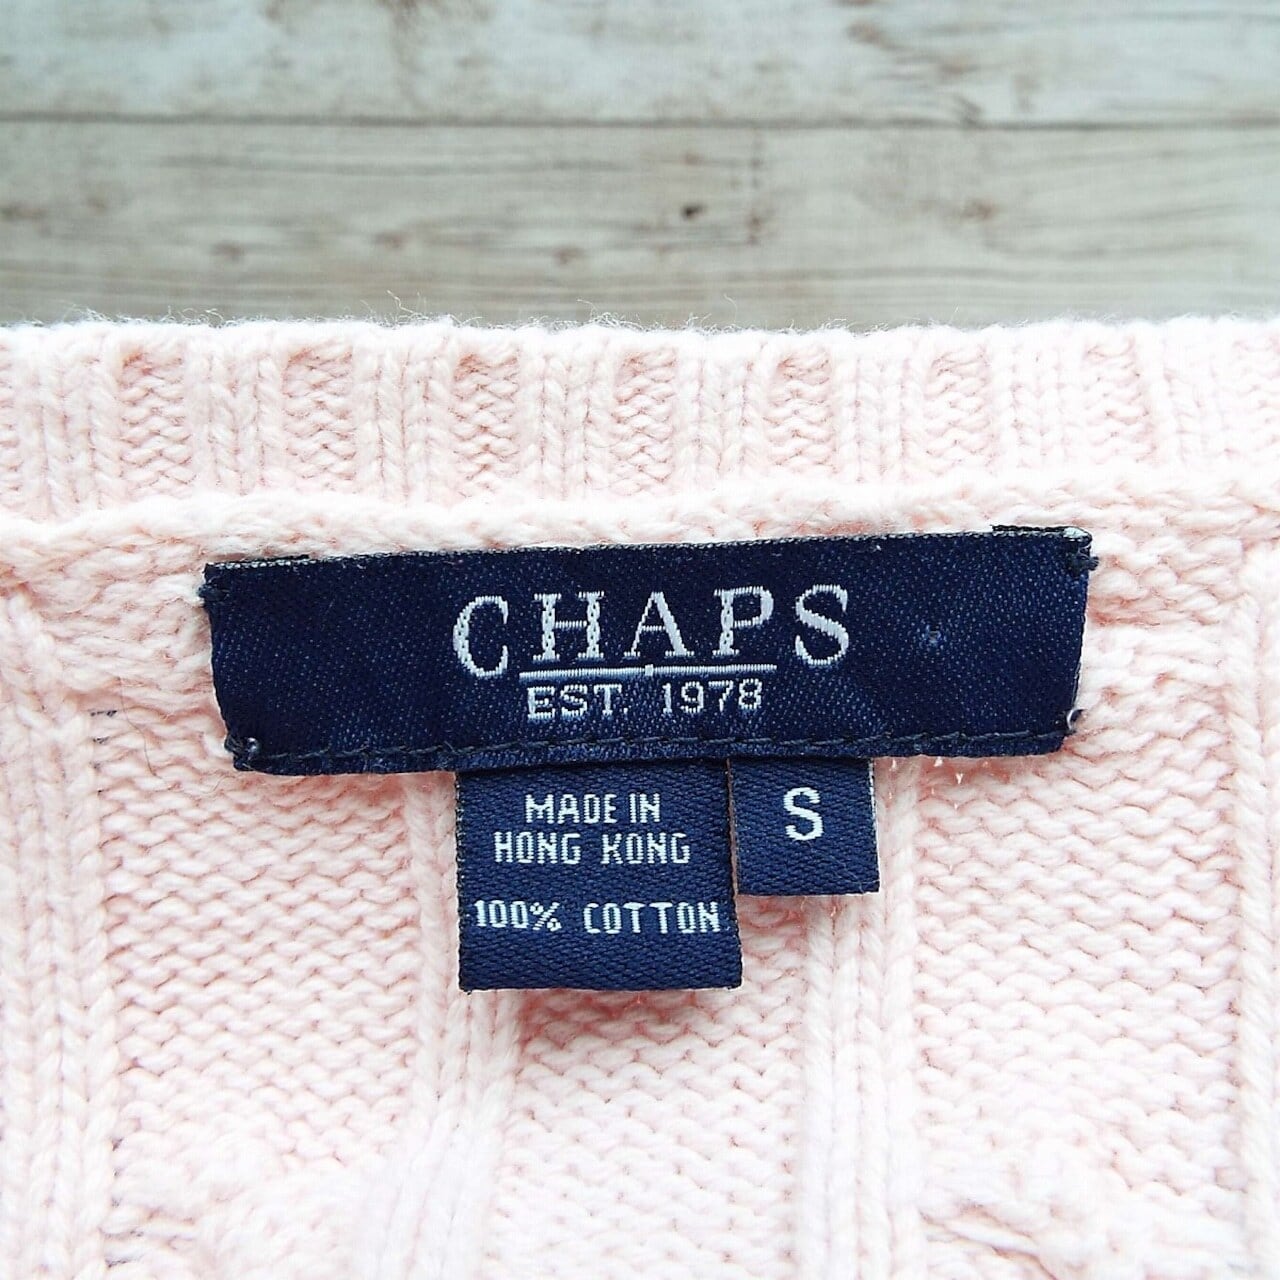 CHAPS
EST. 1978
MADE IN
HONG KONG
100% COTTON
S